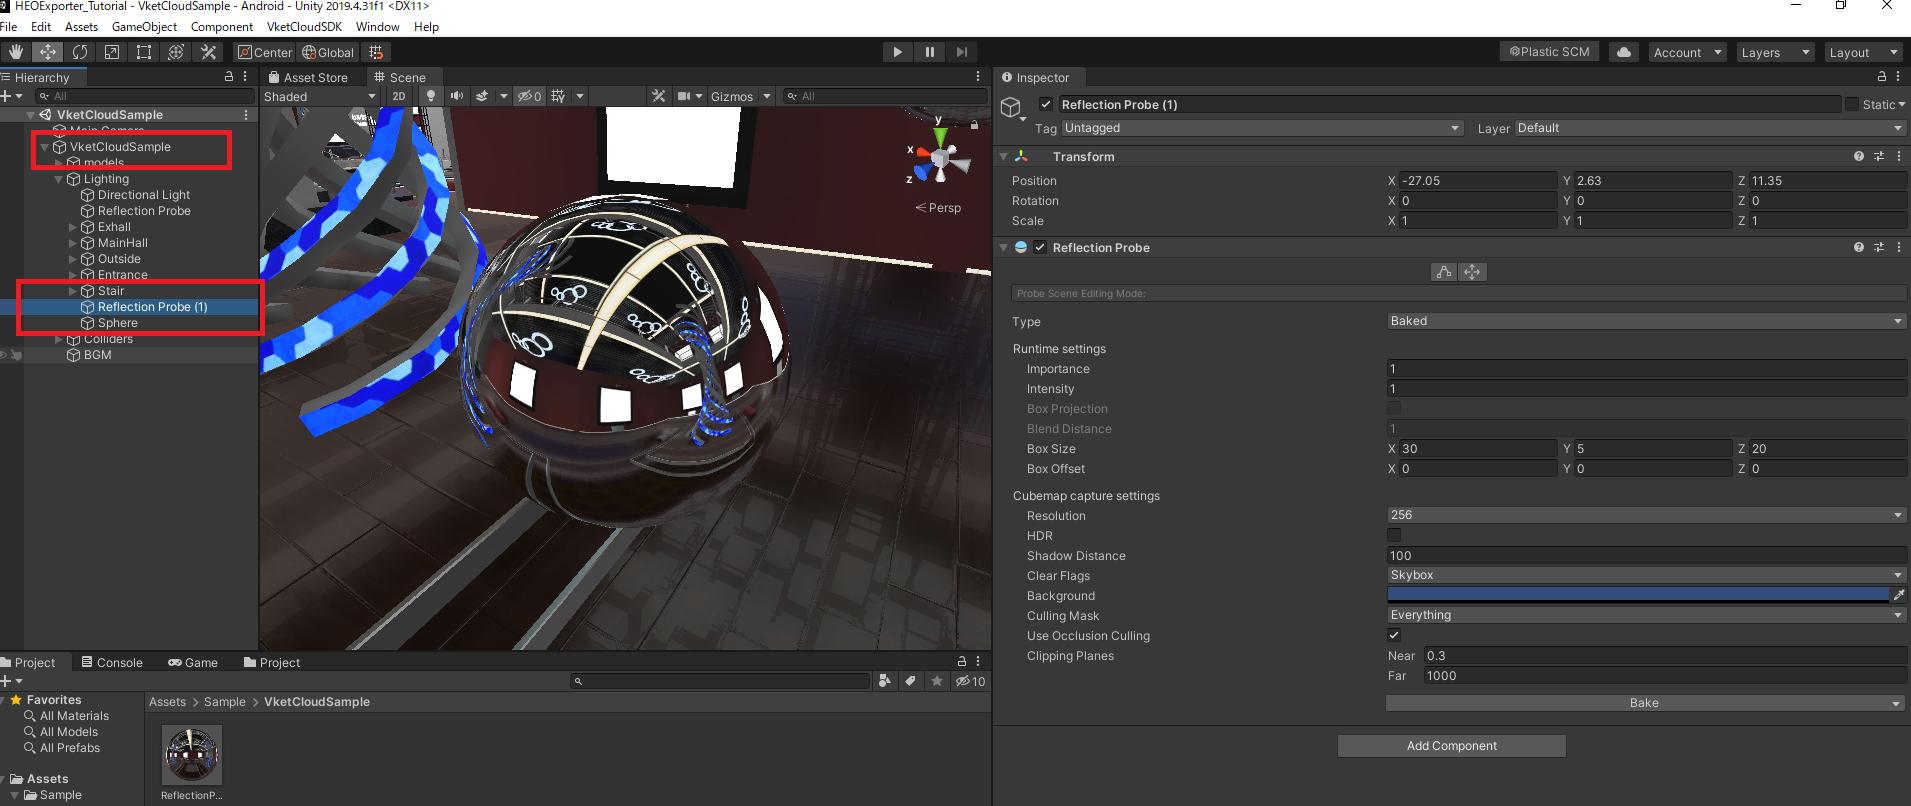 HEOExporter_Tutorial - VketCloudSample - Android - Unity 2019.4.31f1 <DX11>
File Edit Assets GameObject Component VketCloudSDK Window Help
Center Global Plastic SCM Account Layers Layout
Hierarchy
All
VketCloudSample
Main Camera
VketCloudSample
models
Lighting
Directional Light
Reflection Probe
Exhall
MainHall
Outside
Entrance
Stair
Reflection Probe (1)
Sphere
Colliders
BGM
Asset Store Scene
Shaded 2D 0 Gizmos All
y
x
z
Persp
Inspector
Reflection Probe (1) Static
Tag Untagged Layer Default
Transform
Position X -27.05 Y 2.63 Z 11.35
Rotation X 0 Y 0 Z 0
Scale X 1 Y 1 Z 1
Reflection Probe
Probe Scene Editing Mode:
Type Baked
Runtime settings
Importance 1
Intensity 1
Box Projection
Blend Distance 1
Box Size X 30 Y 5 Z 20
Box Offset X 0 Y 0 Z 0
Cubemap capture settings
Resolution 256
HDR
Shadow Distance 100
Clear Flags Skybox
Background
Culling Mask Everything
Use Occlusion Culling
Clipping Planes Near 0.3
Far 1000
Bake
Add Component
Project Console Game Project
10
Favorites
All Materials
All Models
All Prefabs
Assets
Sample
Assets > Sample > VketCloudSample
ReflectionP...